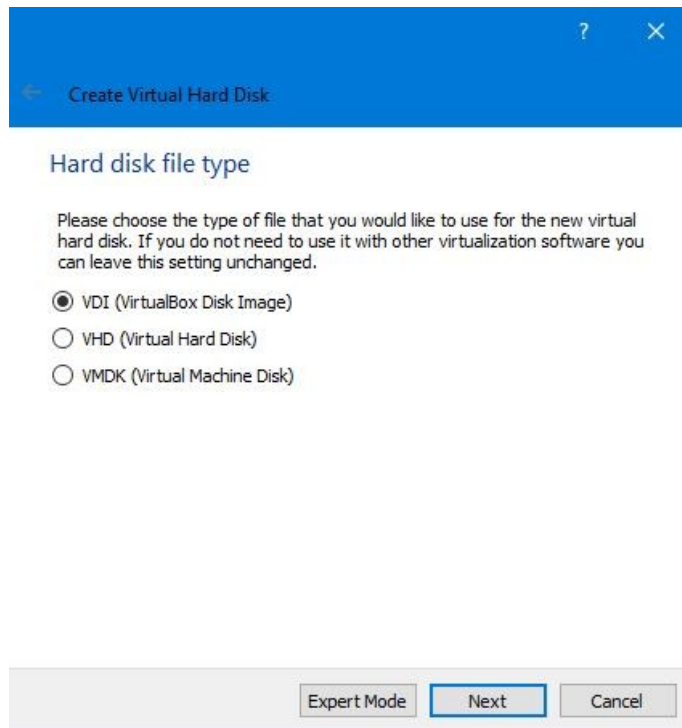 ?
Create Virtual Hard Disk
Hard disk file type
Please choose the type of file that you would like to use for the new virtual
hard disk. If you do not need to use it with other virtualization software you
can leave this setting unchanged.
VDI (VirtualBox Disk Image)
VHD (Virtual Hard Disk)
VMDK (Virtual Machine Disk)
Expert Mode Next Cancel